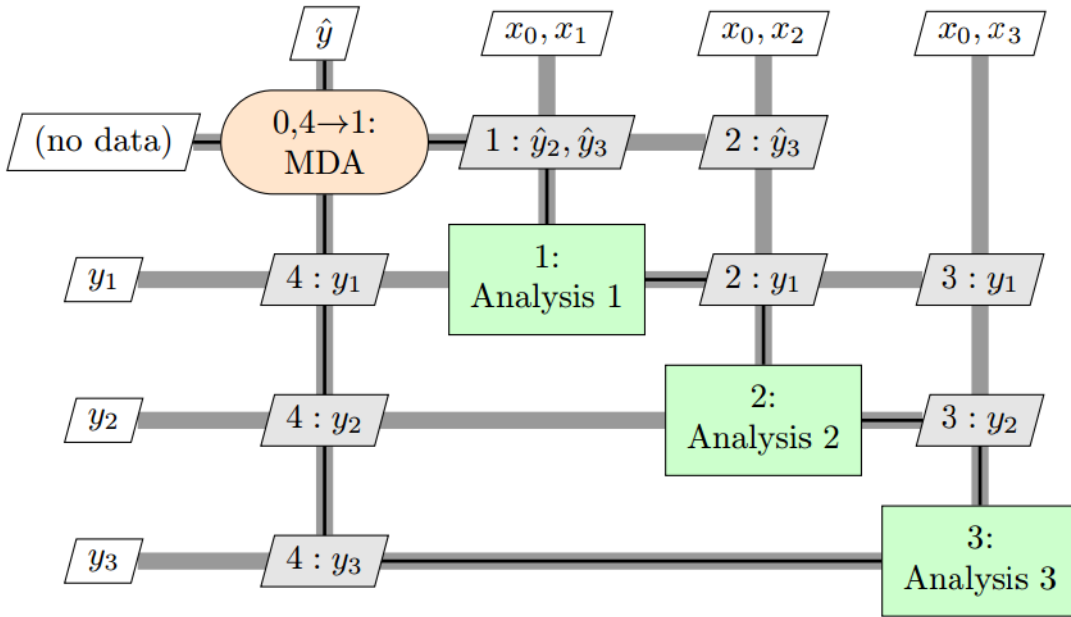 ŷ
x₀, x₁
x₀, x₂
x₀, x₃
(no data)
0,4→1:
MDA
1 : ŷ₂, ŷ₃
2 : ŷ₃
y₁
4 : y₁
1:
Analysis 1
2 : y₁
3 : y₁
y₂
4 : y₂
2:
Analysis 2
3 : y₂
y₃
4 : y₃
3:
Analysis 3